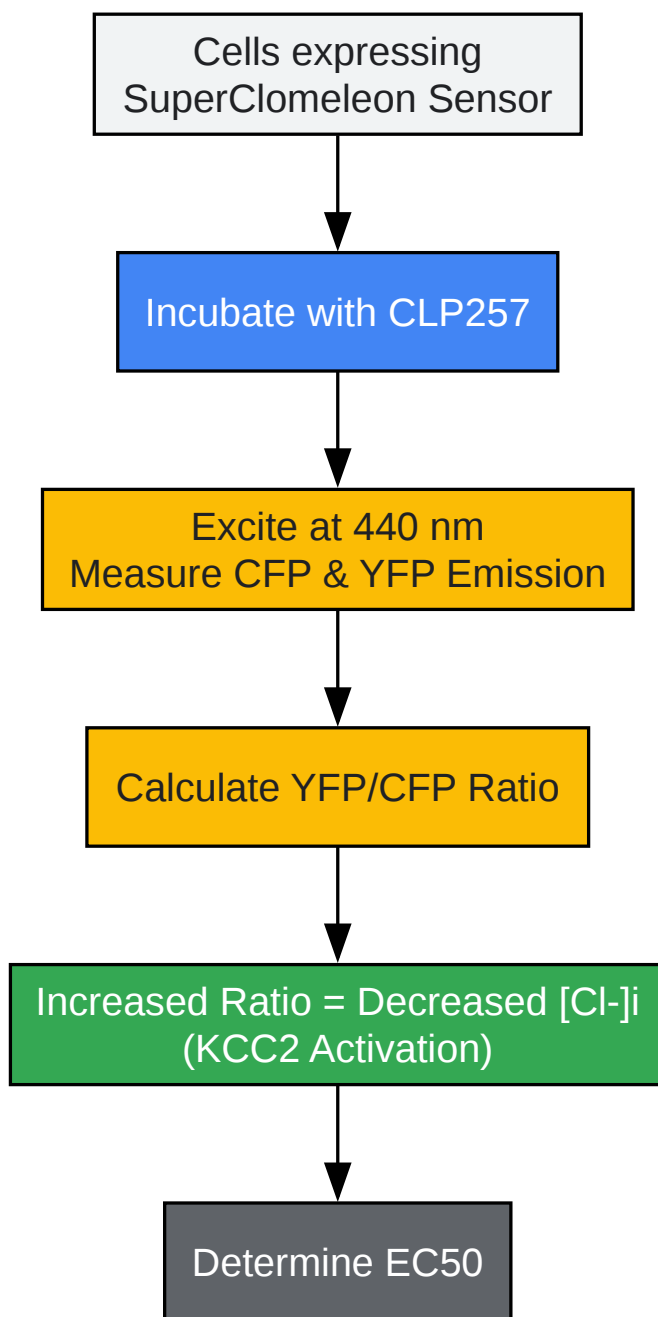 Cells expressing
SuperClomeleon Sensor
Incubate with CLP257
Excite at 440 nm
Measure CFP & YFP Emission
Calculate YFP/CFP Ratio
Increased Ratio = Decreased [Cl-]i
(KCC2 Activation)
Determine EC50